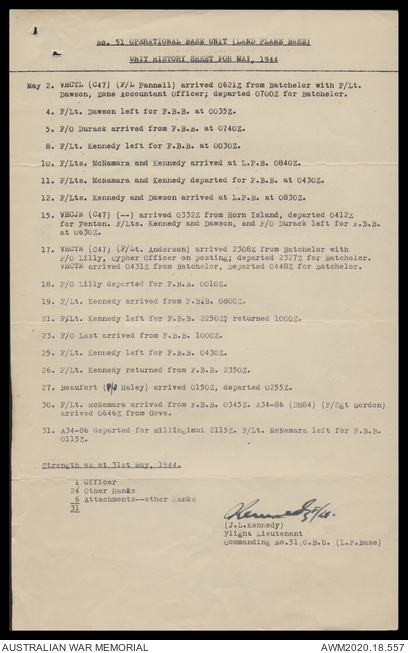 No. 51 OPERATIONAL BASE UNIT (LAND PLANE BASE)
UNIT HISTORY SHEET FOR MAY, 1944
May 2. VHCYL (C47) (F/L Pannell) arrived 0621Z from Batchelor with F/Lt.
Dawson, Zone Accountant Officer; departed 0700Z for Batchelor.
4. F/Lt. Dawson left for F.B.B. at 0035Z.
5. F/O Durack arrived from F.B.B. at 0740Z.
8. F/Lt. Kennedy left for F.B.B. at 0030Z.
10. F/Lts. McNamara and Kennedy arrived at L.P.B. 0840Z.
11. F/Lts. McNamara and Kennedy departed for F.B.B. at 0430Z.
12. F/Lts. Kennedy and Dawson arrived at L.P.B. at 0830Z.
15. VHCJN (C47) (--) arrived 0332Z from Horn Island, departed 0412Z
for Fenton. F/Lts. Kennedy and Dawson, and F/O Durack left for F.B.B.
at 0630Z.
17. (C47) (F/Lt. Anderson) arrived 2308Z from Batchelor with
P/O Lilly, Cypher Officer on posting; departed 2327Z for Batchelor.
arrived 0431Z from Batchelor, Departed 0448Z for Batchelor.
18. P/O Lilly departed for F.B.B. 0010Z.
19. F/Lt. Kennedy arrived from F.B.B. 0800Z.
21. F/Lt. Kennedy left for F.B.B. 2250Z? returned 1000Z.
23. F/O Last arrived from F.B.B. 1000Z.
25. F/Lt. Kennedy left for F.B.B. 0430Z.
26. F/Lt. Kennedy returned from F.B.B. 2350Z.
27. Beaufort (P/O Haley) arrived 0150Z, departed 0255Z.
30. F/Lt. McNamara arrived from F.B.B. 0345Z. A34-86 (DH84) (F/Sgt Gordon)
arrived 0646Z from Gove.
31. A34-86 departed for Millingimbi 2115Z. F/Lt. McNamara left for F.B.B.
0115Z.
Strength as at 31st May, 1944.
1 Officer
24 Other Ranks
6 Attachments--other Ranks
31
Kennedy F/Lt.
(J.L.Kennedy)
Flight Lieutenant
Commanding No.51,O.B.U. (L.P.Base)
AUSTRALIAN WAR MEMORIAL
AWM2020.18.557